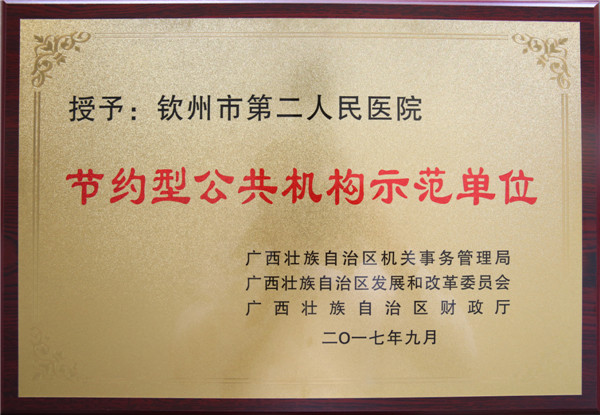 授予：钦州市第二人民医院
节约型公共机构示范单位
广西壮族自治区机关事务管理局
广西壮族自治区发展和改革委员会
广西壮族自治区财政厅
二〇一七年九月